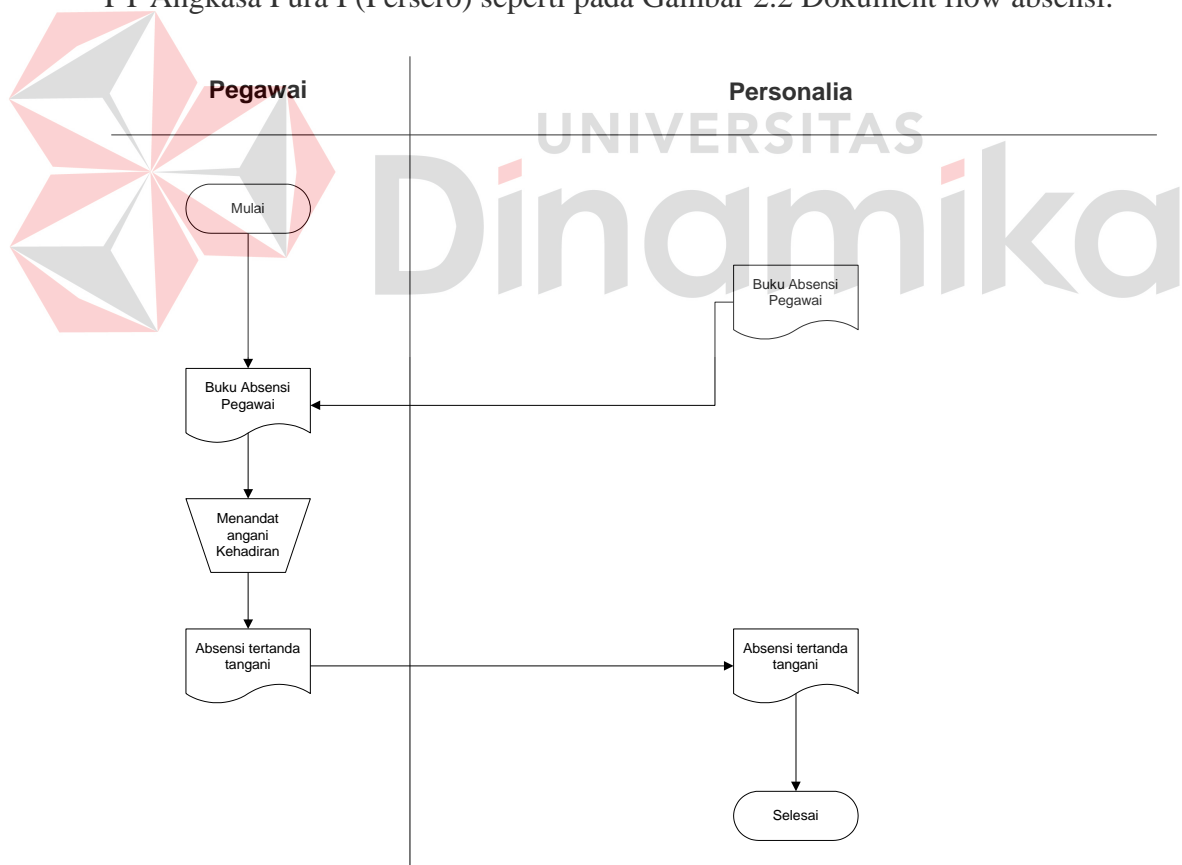 PT Angkasa Pura I (Persero) seperti pada Gambar 2.2 Dokument flow absensi.
Pegawai
Personalia
UNIVERSITAS
Dinamika
Mulai
Buku Absensi
Pegawai
Buku Absensi
Pegawai
Menandat
angani
Kehadiran
Absensi tertanda
tangani
Absensi tertanda
tangani
Selesai